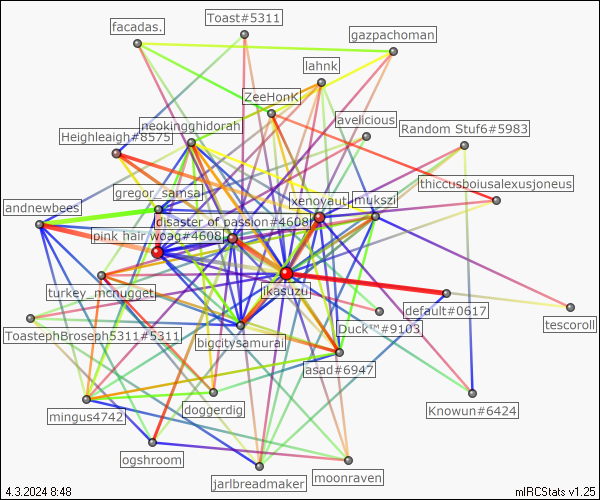 Toast#5311
facadas.
gazpachoman
lahnk
ZeeHonK
avelicious
neokingghidorah
Random Stuf6#5983
Heighleaigh#8575
thiccusboiusalexusjoneus
gregor_samsa
xenoyaut
mukszi
andnewbees
disaster of passion#4608
pink hair woag#4608
ikasuzu
turkey_mcnugget
default#0617
tescoroll
ToastephBroseph5311#5311
Duck™#9103
bigcitysamurai
asad#6947
doggerdig
Knowun#6424
mingus4742
ogshroom
moonraven
jarlbreadmaker
4.3.2024 8:48
mIRCStats v1.25